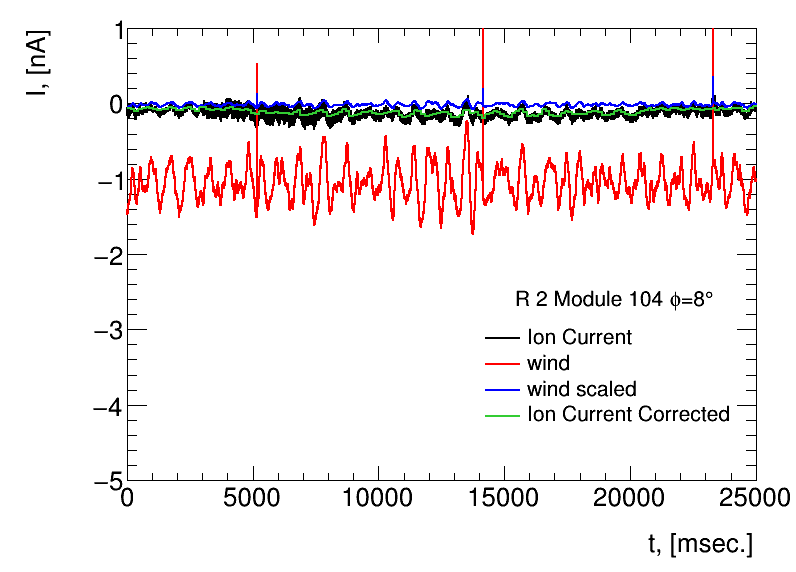 I, [nA]
1
0
−1
−2
−3
−4
−5
R 2 Module 104 ϕ=8°
Ion Current
wind
wind scaled
Ion Current Corrected
0 5000 10000 15000 20000 25000
t, [msec.]